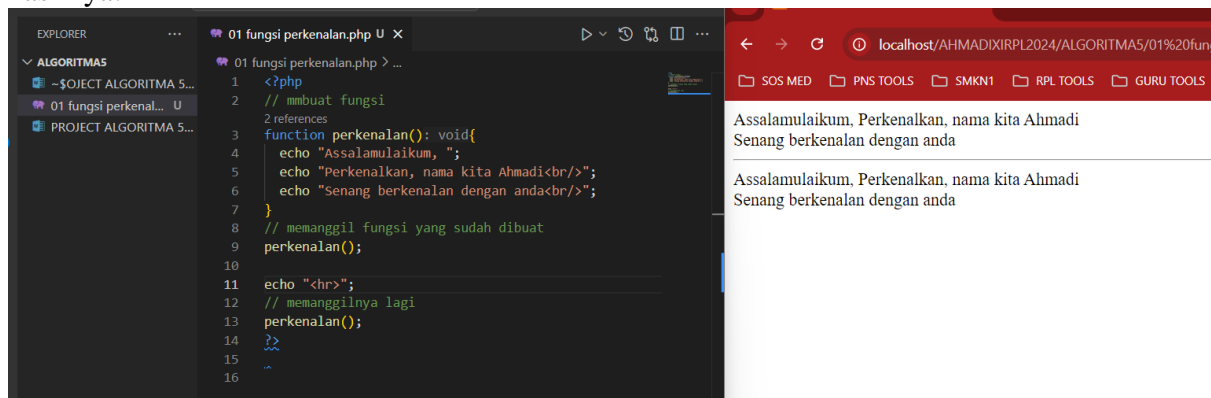 EXPLORER ...
ALGORITMA5
~$OJECT ALGORITMA 5...
01 fungsi perkenal... U
PROJECT ALGORITMA 5...
01 fungsi perkenalan.php U X
01 fungsi perkenalan.php > ...
1 <?php
2 // mmbuat fungsi
2 references
3 function perkenalan(): void{
4 echo "Assalamulaikum, ";
5 echo "Perkenalkan, nama kita Ahmadi<br/>";
6 echo "Senang berkenalan dengan anda<br/>";
7 }
8 // memanggil fungsi yang sudah dibuat
9 perkenalan();
10
11 echo "<hr>";
12 // memanggilnya lagi
13 perkenalan();
14 ?>
15
16
localhost/AHMADIXIRPL2024/ALGORITMA5/01%20fun
SOS MED PNS TOOLS SMKN1 RPL TOOLS GURU TOOLS
Assalamulaikum, Perkenalkan, nama kita Ahmadi
Senang berkenalan dengan anda
Assalamulaikum, Perkenalkan, nama kita Ahmadi
Senang berkenalan dengan anda